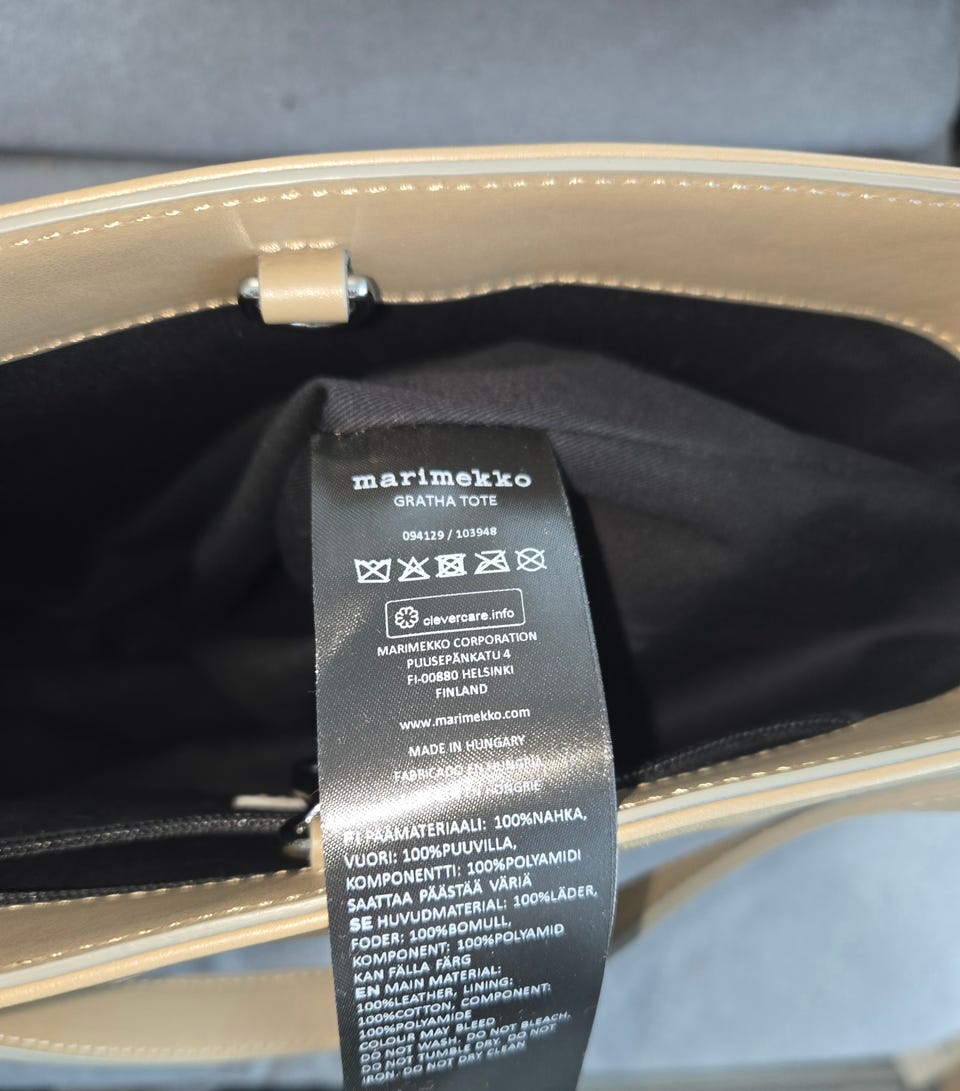 marimekko
GRATHA TOTE
094129 / 103948
clevercare.info
MARIMEKKO CORPORATION
PUUSEPÄNKATU 4
FI-00880 HELSINKI
FINLAND
www.marimekko.com
MADE IN HUNGARY
FABRICADO EN HUNGRIA
HONGRIE
FI PÄÄMATERIAALI: 100%NAHKA,
VUORI: 100%PUUVILLA,
KOMPONENTTI: 100%POLYAMIDI
SAATTAA PÄÄSTÄÄ VÄRIÄ
SE HUVUDMATERIAL: 100%LÄDER,
FODER: 100%BOMULL,
KOMPONENT: 100%POLYAMID
KAN FÄLLA FÄRG
EN MAIN MATERIAL:
100%LEATHER, LINING:
100%COTTON, COMPONENT:
100%POLYAMIDE
COLOUR MAY BLEED
DO NOT WASH, DO NOT BLEACH,
DO NOT TUMBLE DRY, DO NOT
IRON, DO NOT DRY CLEAN